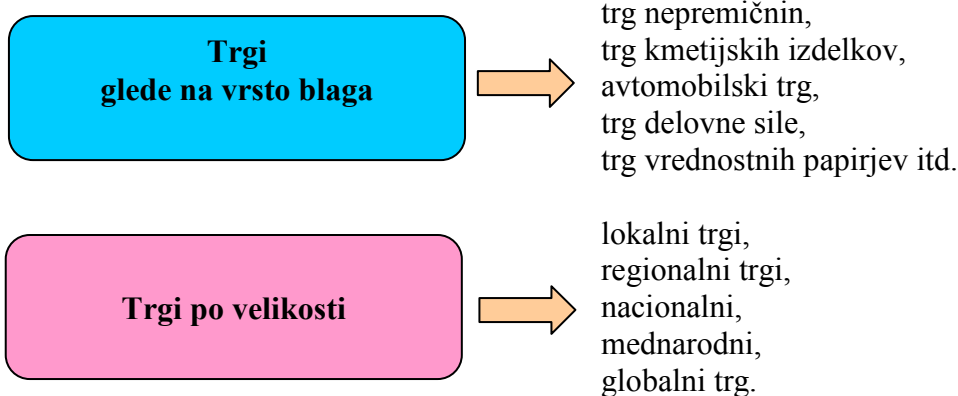 Trgi
glede na vrsto blaga
trg nepremičnin,
trg kmetijskih izdelkov,
avtomobilski trg,
trg delovne sile,
trg vrednostnih papirjev itd.
Trgi po velikosti
lokalni trgi,
regionalni trgi,
nacionalni,
mednarodni,
globalni trg.